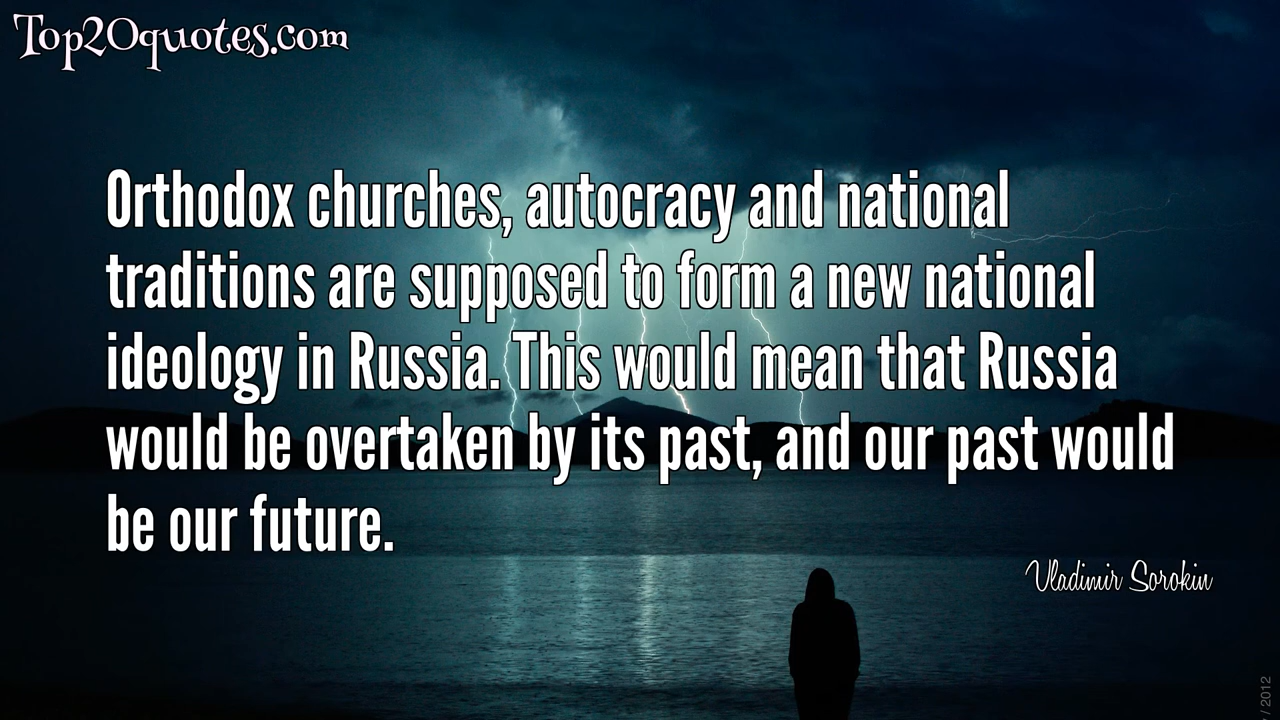 Top20quotes.com
Orthodox churches, autocracy and national
traditions are supposed to form a new national
ideology in Russia. This would mean that Russia
would be overtaken by its past, and our past would
be our future.
Vladimir Sorokin
/ 2012